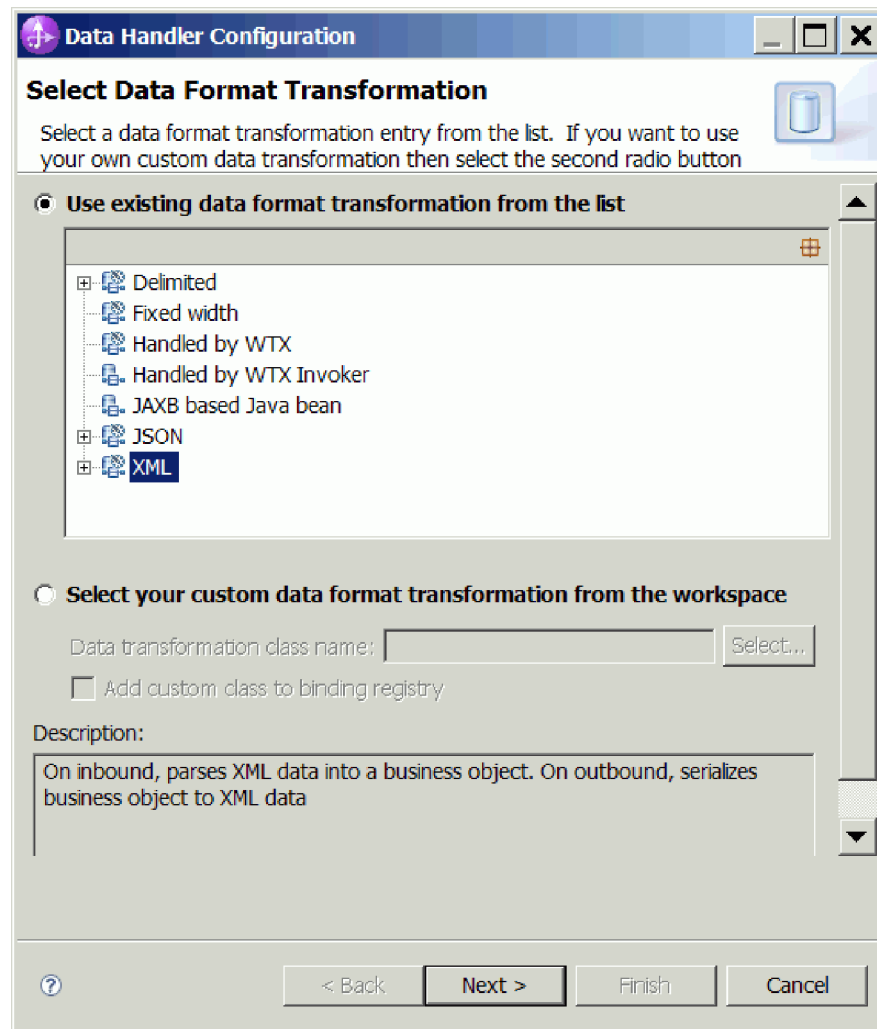 Data Handler Configuration
Select Data Format Transformation
Select a data format transformation entry from the list. If you want to use
your own custom data transformation then select the second radio button
Use existing data format transformation from the list
Delimited
Fixed width
Handled by WTX
Handled by WTX Invoker
JAXB based Java bean
JSON
XML
Select your custom data format transformation from the workspace
Data transformation class name: Select...
Add custom class to binding registry
Description:
On inbound, parses XML data into a business object. On outbound, serializes
business object to XML data
? < Back Next > Finish Cancel